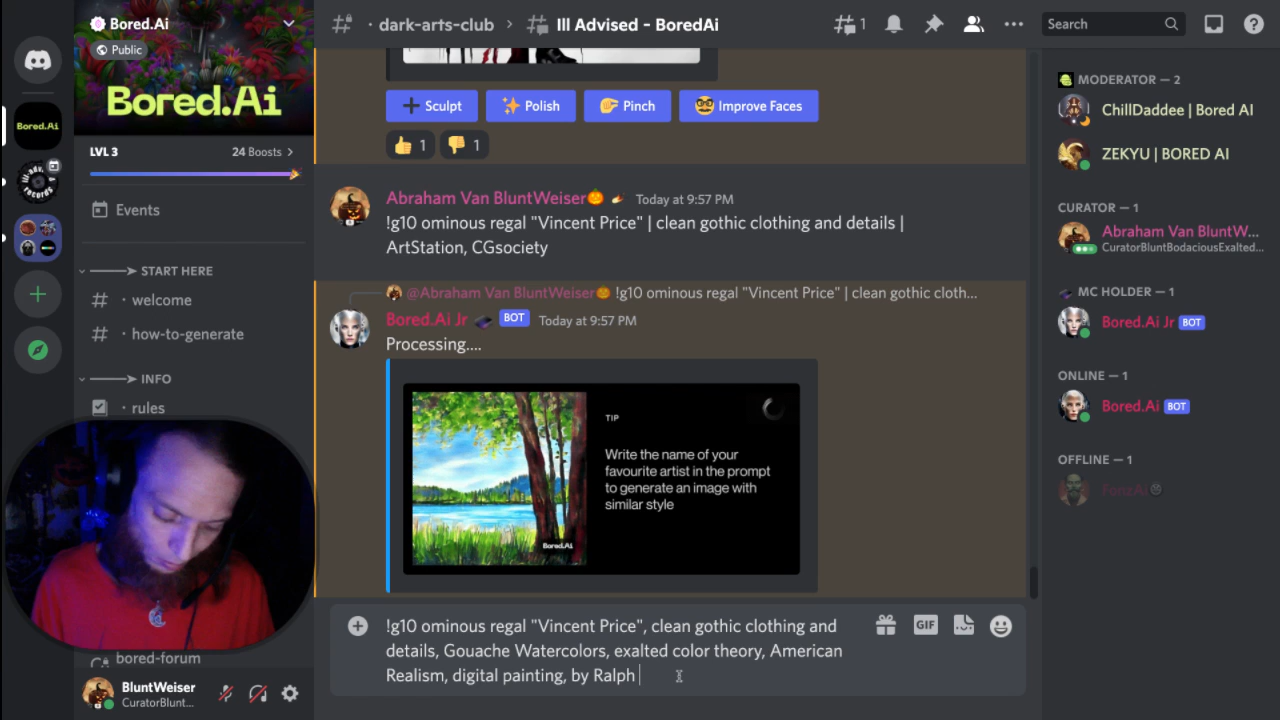 Bored.Ai
Public
Bored.Ai
LVL 3
24 Boosts
Events
START HERE
welcome
how-to-generate
INFO
rules
bored-forum
BluntWeiser
CuratorBlunt...
Bored.Ai
dark-arts-club
Ill Advised - BoredAi
1
Search
Sculpt
Polish
Pinch
Improve Faces
1
1
Abraham Van BluntWeiser Today at 9:57 PM
!g10 ominous regal "Vincent Price" | clean gothic clothing and details |
ArtStation, CGsociety
@Abraham Van BluntWeiser !g10 ominous regal "Vincent Price" | clean gothic cloth...
Bored.Ai Jr BOT Today at 9:57 PM
Processing....
TIP
Write the name of your
favourite artist in the prompt
to generate an image with
similar style
Bored.Ai
!g10 ominous regal "Vincent Price", clean gothic clothing and
details, Gouache Watercolors, exalted color theory, American
Realism, digital painting, by Ralph
GIF
MODERATOR — 2
ChillDaddee | Bored AI
ZEKYU | BORED AI
CURATOR — 1
Abraham Van BluntW...
CuratorBluntBodaciousExalted...
MC HOLDER — 1
Bored.Ai Jr BOT
ONLINE — 1
Bored.Ai BOT
OFFLINE — 1